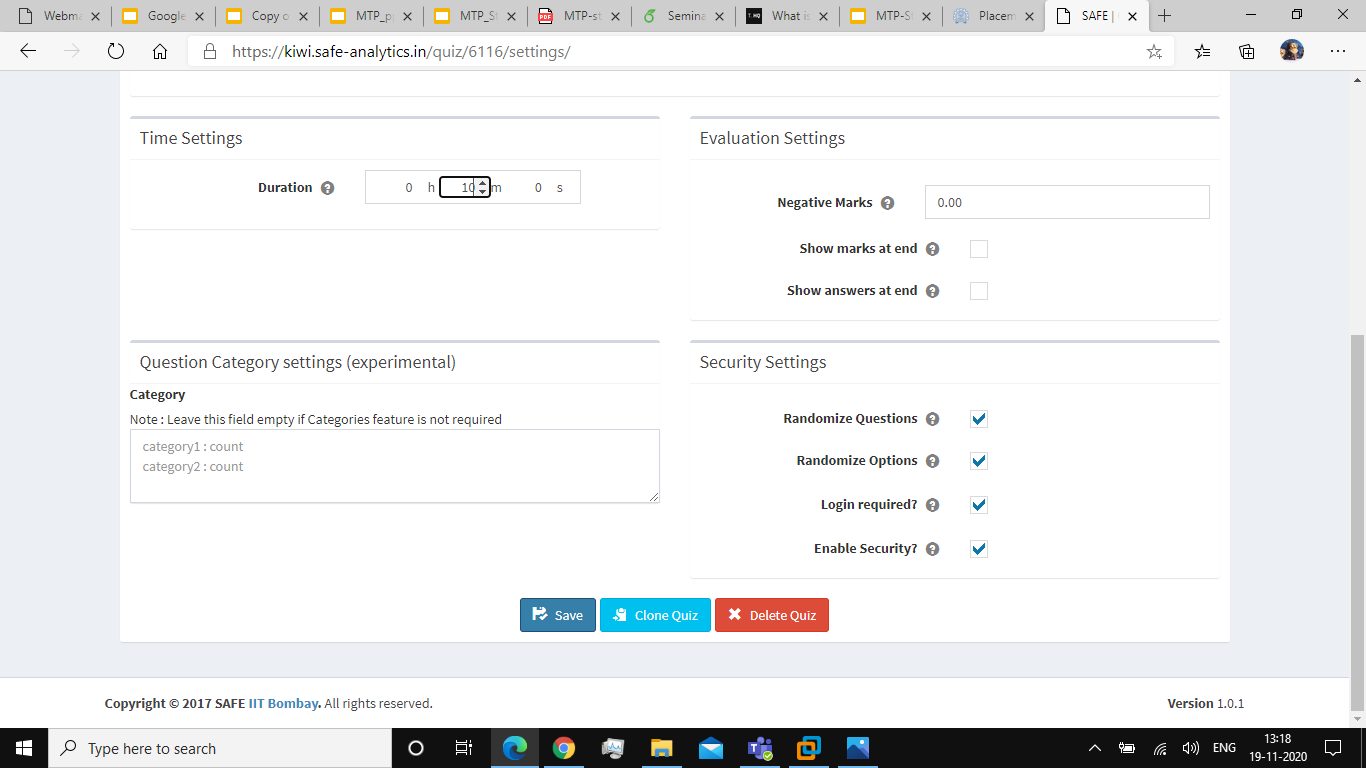 Webma
Google
Copy o
MTP_p
MTP_S
MTP-st
Semina
What is
MTP-S
Placem
SAFE |
https://kiwi.safe-analytics.in/quiz/6116/settings/
Time Settings
Duration ? 0 h 10 m 0 s
Evaluation Settings
Negative Marks ? 0.00
Show marks at end ?
Show answers at end ?
Question Category settings (experimental)
Category
Note : Leave this field empty if Categories feature is not required
category1 : count
category2 : count
Security Settings
Randomize Questions ?
Randomize Options ?
Login required? ?
Enable Security? ?
Save
Clone Quiz
Delete Quiz
Copyright © 2017 SAFE IIT Bombay. All rights reserved.
Version 1.0.1
Type here to search
ENG
13:18
19-11-2020